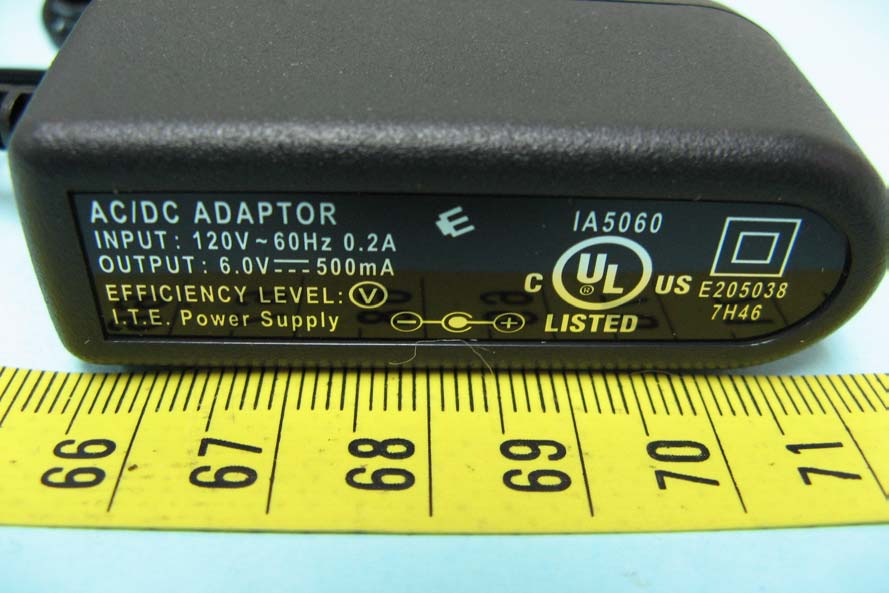 AC/DC ADAPTOR
INPUT : 120V~60Hz 0.2A
OUTPUT : 6.0V⎓500mA
EFFICIENCY LEVEL: V
I.T.E. Power Supply
E
IA5060
C UL ® US
LISTED
E205038
7H46
66 67 68 69 70 71